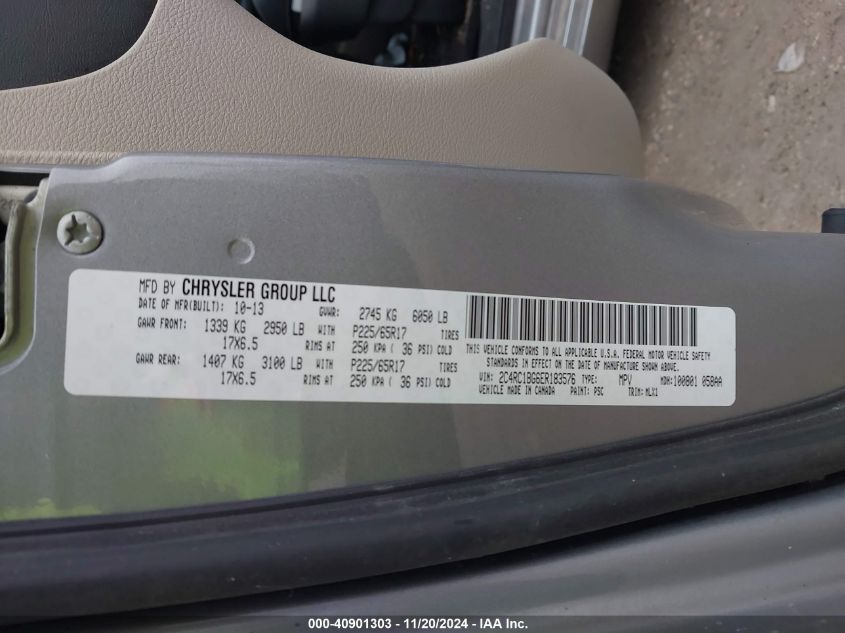 MFD BY CHRYSLER GROUP LLC
DATE OF MFR(BUILT): 10-13 GVWR: 2745 KG 6050 LB
GAWR FRONT: 1339 KG 2950 LB WITH P225/65R17 TIRES
17X6.5 RIMS AT 250 KPA ( 36 PSI) COLD
GAWR REAR: 1407 KG 3100 LB WITH P225/65R17 TIRES
17X6.5 RIMS AT 250 KPA ( 36 PSI) COLD
THIS VEHICLE CONFORMS TO ALL APPLICABLE U.S.A. FEDERAL MOTOR VEHICLE SAFETY
STANDARDS IN EFFECT ON THE DATE OF MANUFACTURE SHOWN ABOVE.
VIN: 2C4RC1BG6ER183576 TYPE: MPV MDH:100801 058AA
VEHICLE MADE IN CANADA PAINT: PSC TRIM: MLX1
000-40901303 - 11/20/2024 - IAA Inc.